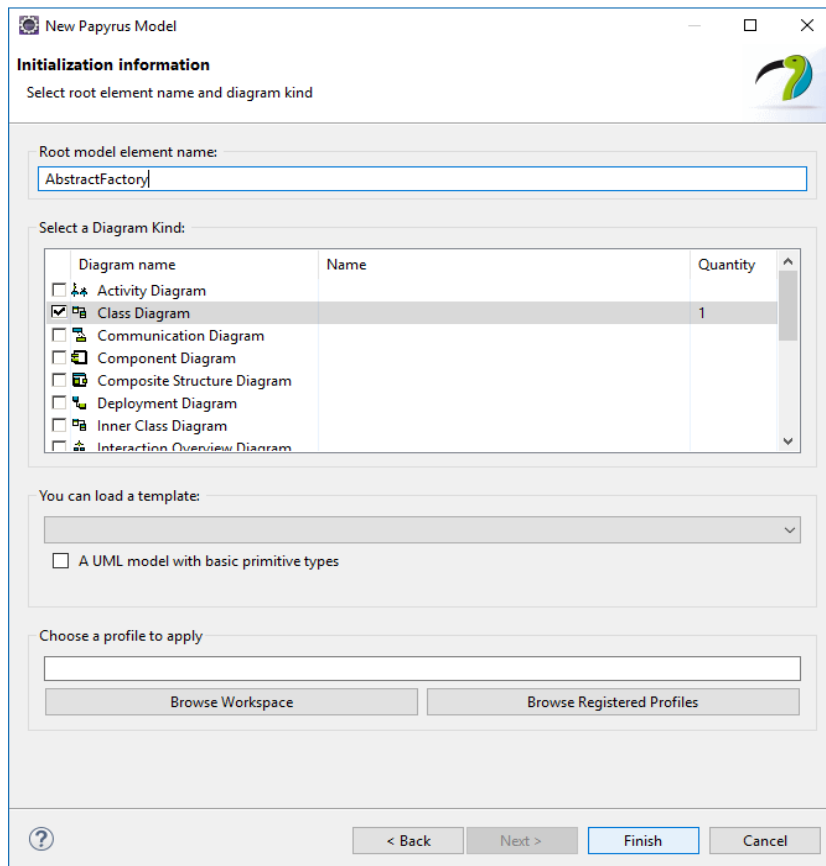 New Papyrus Model
Initialization information
Select root element name and diagram kind
Root model element name:
AbstractFactory
Select a Diagram Kind:
Diagram name Name Quantity
Activity Diagram
Class Diagram 1
Communication Diagram
Component Diagram
Composite Structure Diagram
Deployment Diagram
Inner Class Diagram
Interaction Overview Diagram
You can load a template:
A UML model with basic primitive types
Choose a profile to apply
Browse Workspace Browse Registered Profiles
? < Back Next > Finish Cancel